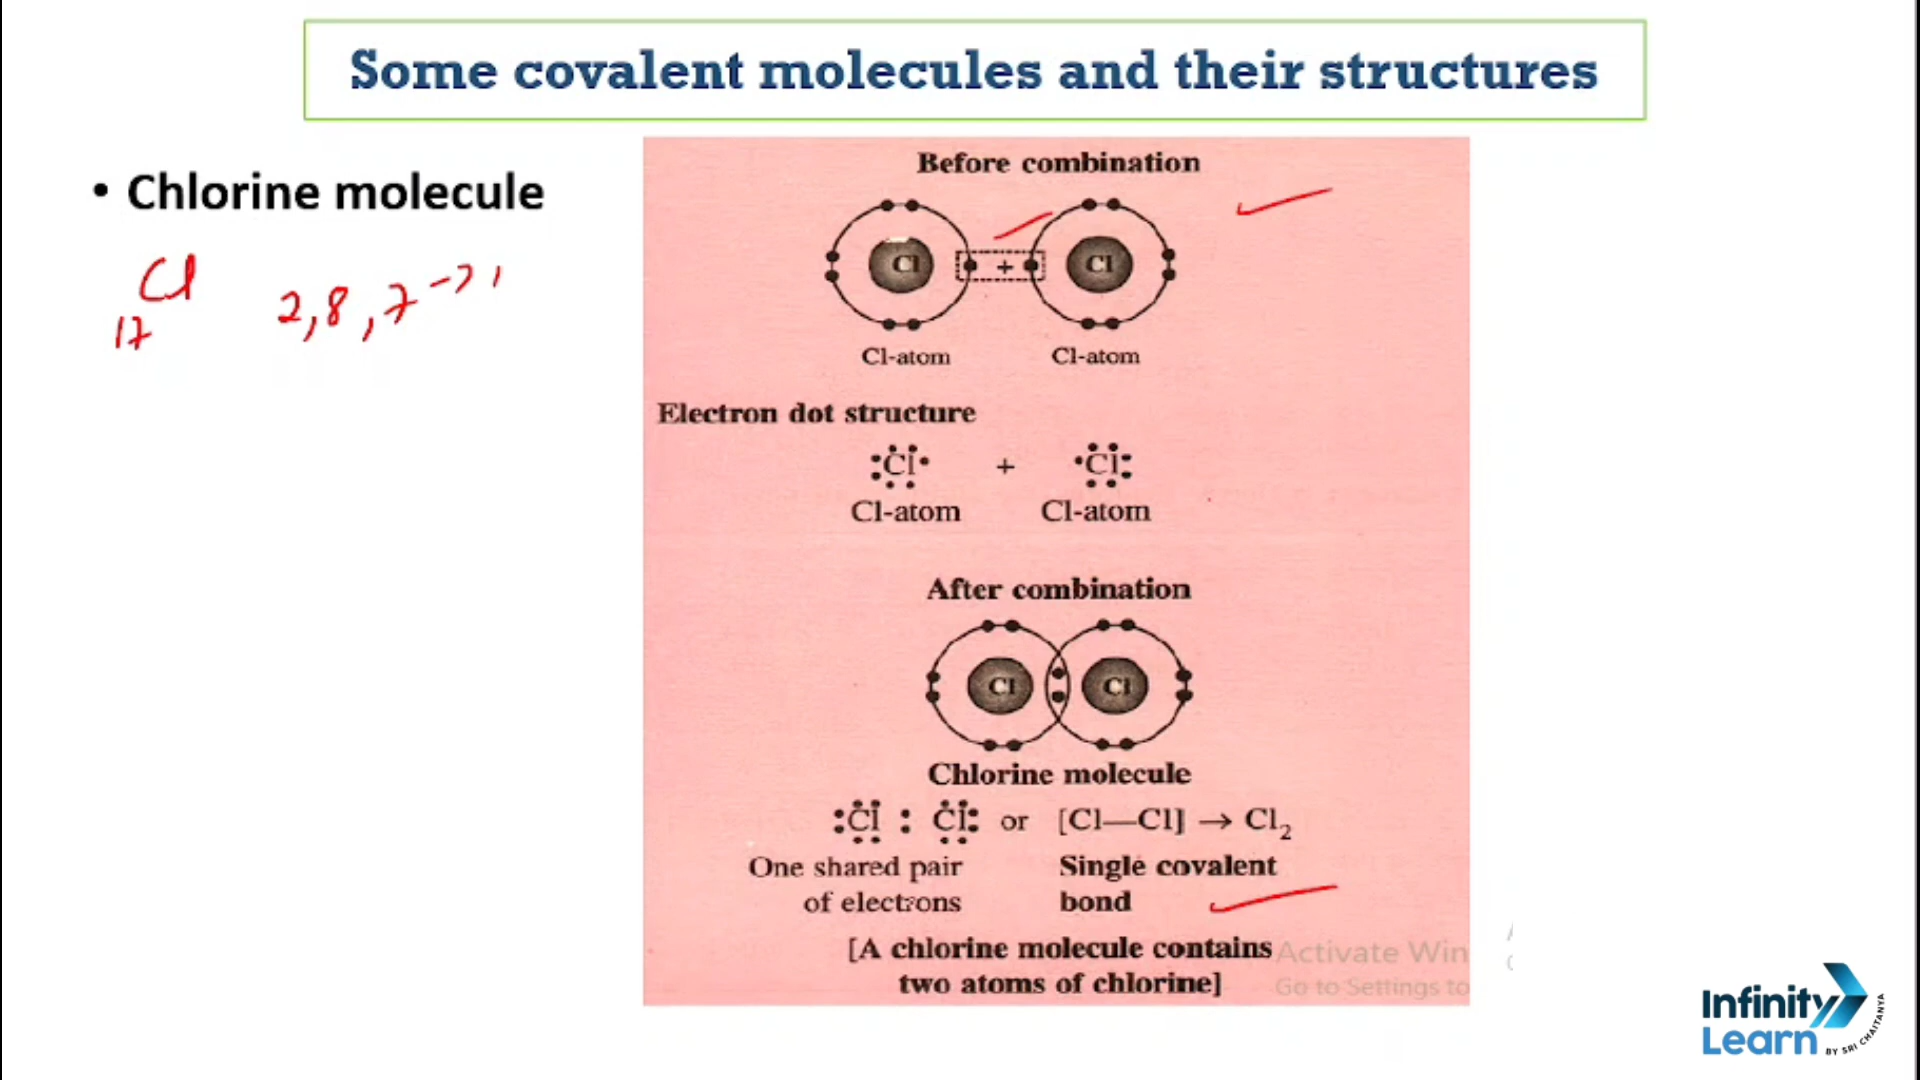 Some covalent molecules and their structures
• Chlorine molecule
Cl
17
2,8,7
Before combination
Cl + Cl
Cl-atom Cl-atom
Electron dot structure
Cl + Cl
Cl-atom Cl-atom
After combination
Cl Cl
Chlorine molecule
Cl : Cl or [Cl—Cl] → Cl₂
One shared pair Single covalent
of electrons bond
[A chlorine molecule contains
two atoms of chlorine]
Activate Win
Go to Settings to
Infinity
Learn
BY SRI CHAITANYA